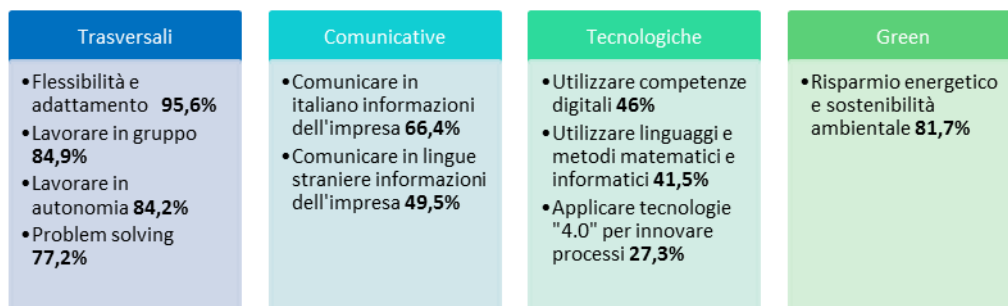 Trasversali
•Flessibilità e
adattamento 95,6%
•Lavorare in gruppo
84,9%
•Lavorare in
autonomia 84,2%
•Problem solving
77,2%
Comunicative
•Comunicare in
italiano informazioni
dell'impresa 66,4%
•Comunicare in lingue
straniere informazioni
dell'impresa 49,5%
Tecnologiche
•Utilizzare competenze
digitali 46%
•Utilizzare linguaggi e
metodi matematici e
informatici 41,5%
•Applicare tecnologie
"4.0" per innovare
processi 27,3%
Green
•Risparmio energetico
e sostenibilità
ambientale 81,7%